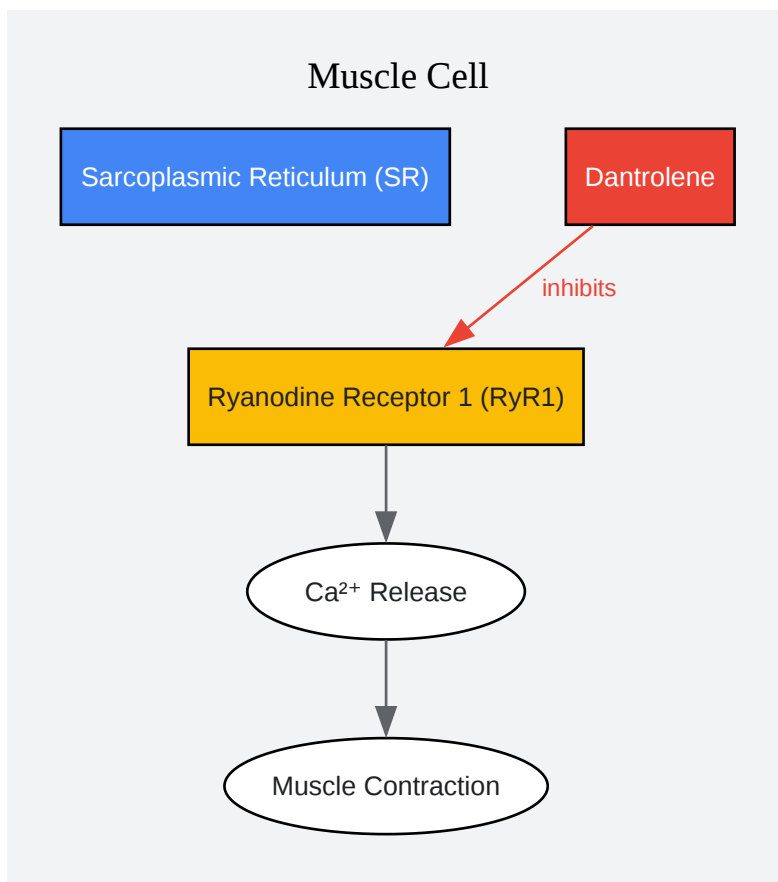 Muscle Cell
Sarcoplasmic Reticulum (SR)
Dantrolene
inhibits
Ryanodine Receptor 1 (RyR1)
Ca²⁺ Release
Muscle Contraction